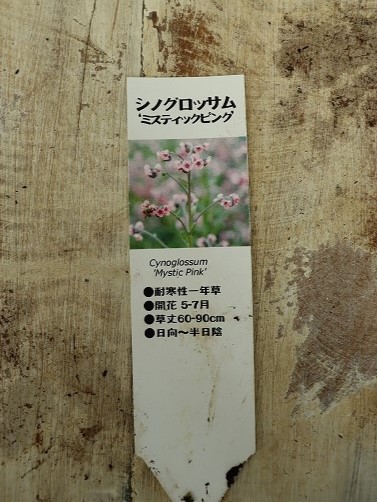 シノグロッサム
‘ミスティックピンク’
Cynoglossum
‘Mystic Pink’
●耐寒性一年草
●開花 5-7月
●草丈60-90cm
●日向～半日陰